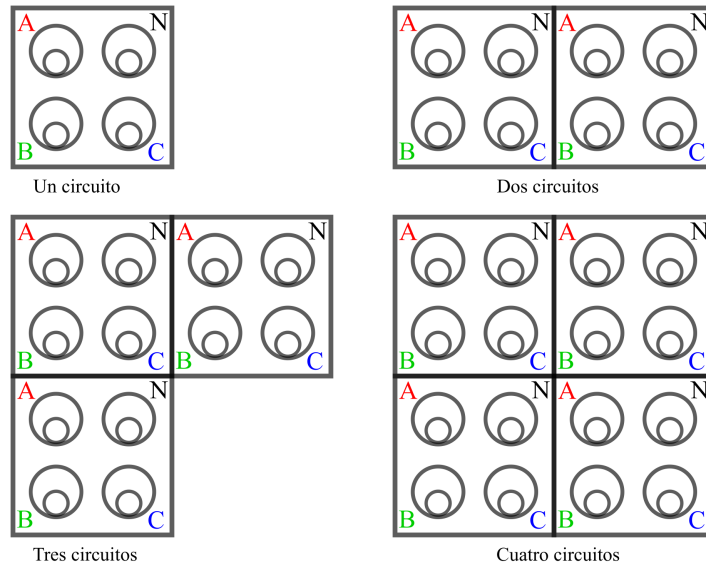 A N
B C
Un circuito
A N A N
B C B C
Dos circuitos
A N A N
B C B C
A N
B C
Tres circuitos
A N A
B C B
A N A
B C B
Cuatro circuitos